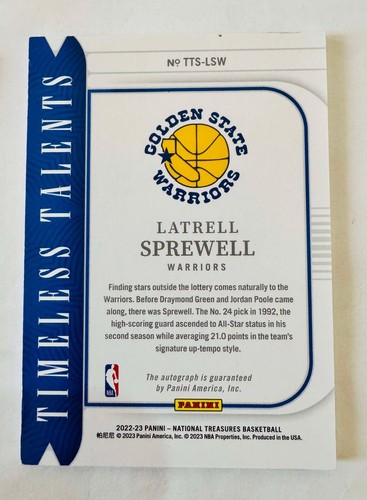 Nº TTS-LSW
TIMELESS TALENTS
GOLDEN STATE
WARRIORS
LATRELL
SPREWELL
WARRIORS
Finding stars outside the lottery comes naturally to the
Warriors. Before Draymond Green and Jordan Poole came
along, there was Sprewell. The No. 24 pick in 1992, the
high-scoring guard ascended to All-Star status in his
second season while averaging 21.0 points in the team's
signature up-tempo style.
The autograph is guaranteed
by Panini America, Inc.
NBA
PANINI
2022-23 PANINI – NATIONAL TREASURES BASKETBALL
帕尼尼 © 2023 Panini America, Inc. © 2023 NBA Properties, Inc. Produced in the USA.